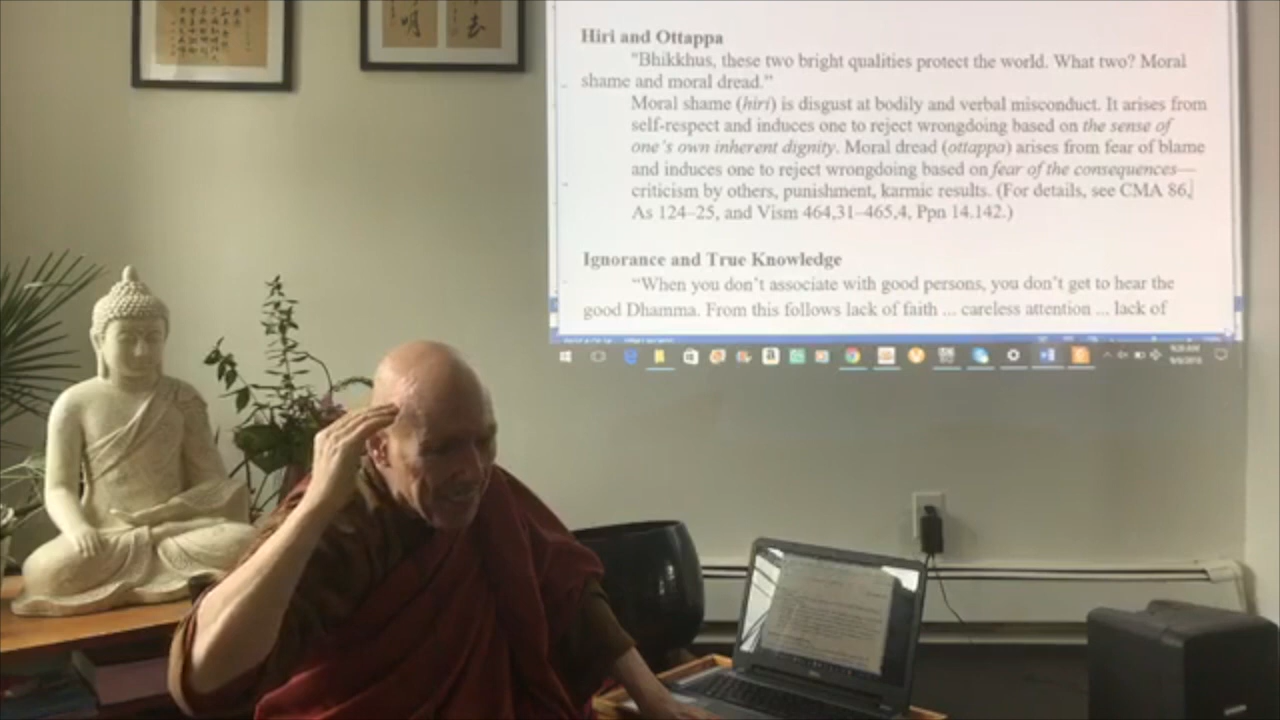 Hiri and Ottappa
"Bhikkhus, these two bright qualities protect the world. What two? Moral
shame and moral dread."
Moral shame (hiri) is disgust at bodily and verbal misconduct. It arises from
self-respect and induces one to reject wrongdoing based on the sense of
one's own inherent dignity. Moral dread (ottappa) arises from fear of blame
and induces one to reject wrongdoing based on fear of the consequences—
criticism by others, punishment, karmic results. (For details, see CMA 86,
As 124–25, and Vism 464,31–465,4, Ppn 14.142.)
Ignorance and True Knowledge
"When you don't associate with good persons, you don't get to hear the
good Dhamma. From this follows lack of faith ... careless attention ... lack of